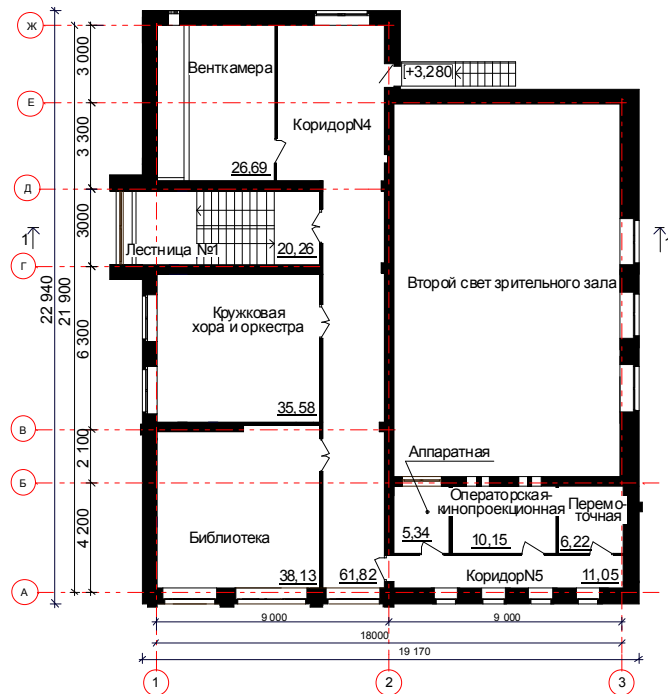 Ж
3 000
Венткамера
+3,280
Е
КоридорN4
3 300
26,69
Д
3000
1
Лестница №1
20,26
1
Г
22 940
21 900
Второй свет зрительного зала
Кружковая
хора и оркестра
6 300
35,58
В
2 100
Аппаратная
Б
Операторская-
кинопроекционная
Перемо-
точная
4 200
Библиотека
5,34
10,15
6,22
38,13
61,82
КоридорN5
11,05
А
9 000
9 000
18000
19 170
1
2
3